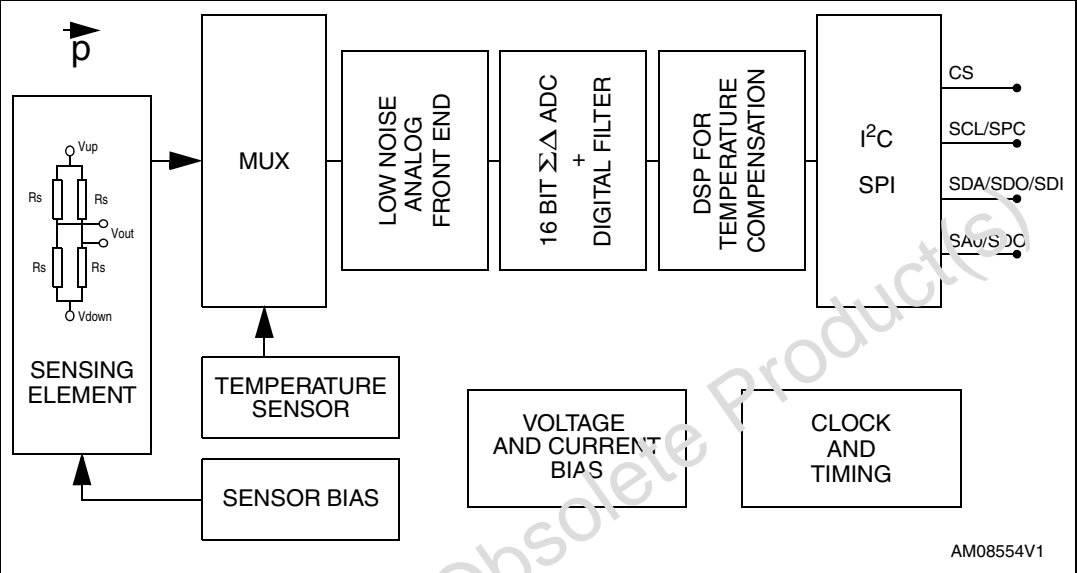 p
Vup
Rs
Rs
Vout
Rs
Rs
Vdown
SENSING
ELEMENT
MUX
TEMPERATURE
SENSOR
SENSOR BIAS
LOW NOISE
ANALOG
FRONT END
16 BIT ΣΔ ADC
+
DIGITAL FILTER
DSP FOR
TEMPERATURE
COMPENSATION
I²C
SPI
CS
SCL/SPC
SDA/SDO/SDI
SA0/SDO
VOLTAGE
AND CURRENT
BIAS
CLOCK
AND
TIMING
Obsolete Product(s)
AM08554V1